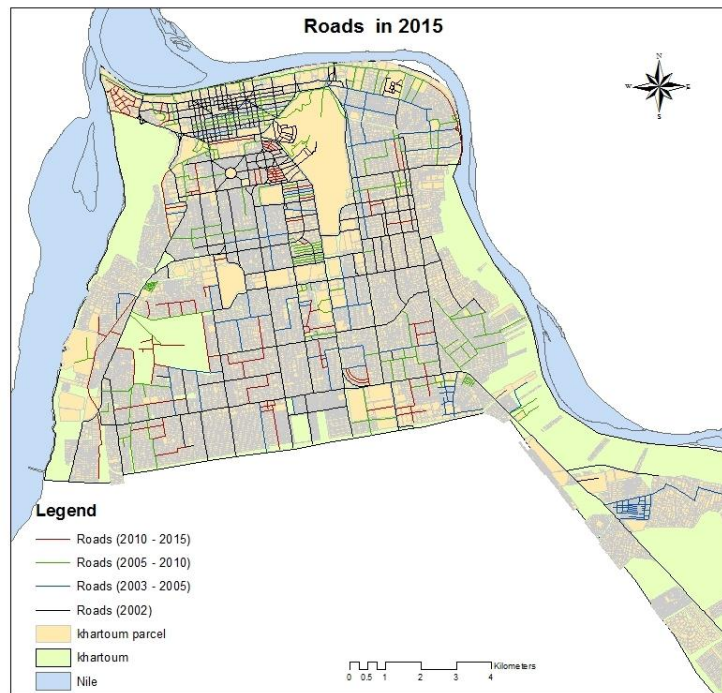 Roads in 2015
N
W E
S
Legend
Roads (2010 - 2015)
Roads (2005 - 2010)
Roads (2003 - 2005)
Roads (2002)
khartoum parcel
khartoum
Nile
Kilometers
0 0.5 1 2 3 4